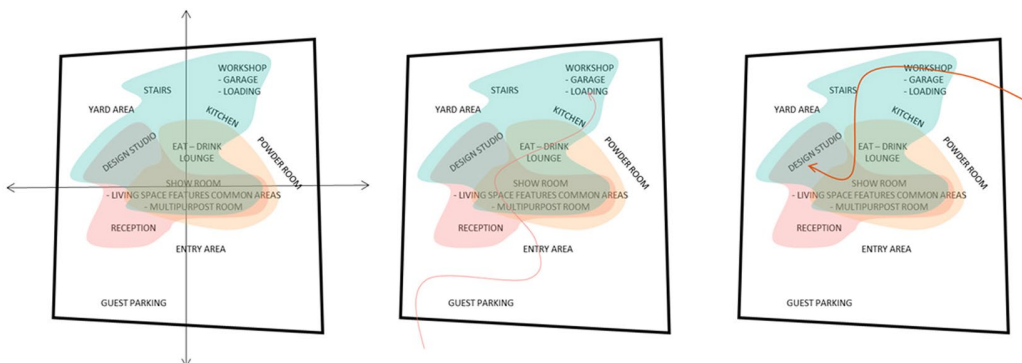 WORKSHOP
- GARAGE
- LOADING
STAIRS
YARD AREA
KITCHEN
DESIGN STUDIO
EAT – DRINK
LOUNGE
POWDER ROOM
SHOW ROOM
- LIVING SPACE FEATURES COMMON AREAS
- MULTIPURPOST ROOM
RECEPTION
ENTRY AREA
GUEST PARKING
WORKSHOP
- GARAGE
- LOADING
STAIRS
YARD AREA
KITCHEN
DESIGN STUDIO
EAT – DRINK
LOUNGE
POWDER ROOM
SHOW ROOM
- LIVING SPACE FEATURES COMMON AREAS
- MULTIPURPOST ROOM
RECEPTION
ENTRY AREA
GUEST PARKING
WORKSHOP
- GARAGE
- LOADING
STAIRS
YARD AREA
KITCHEN
DESIGN STUDIO
EAT – DRINK
LOUNGE
POWDER ROOM
SHOW ROOM
- LIVING SPACE FEATURES COMMON AREAS
- MULTIPURPOST ROOM
RECEPTION
ENTRY AREA
GUEST PARKING